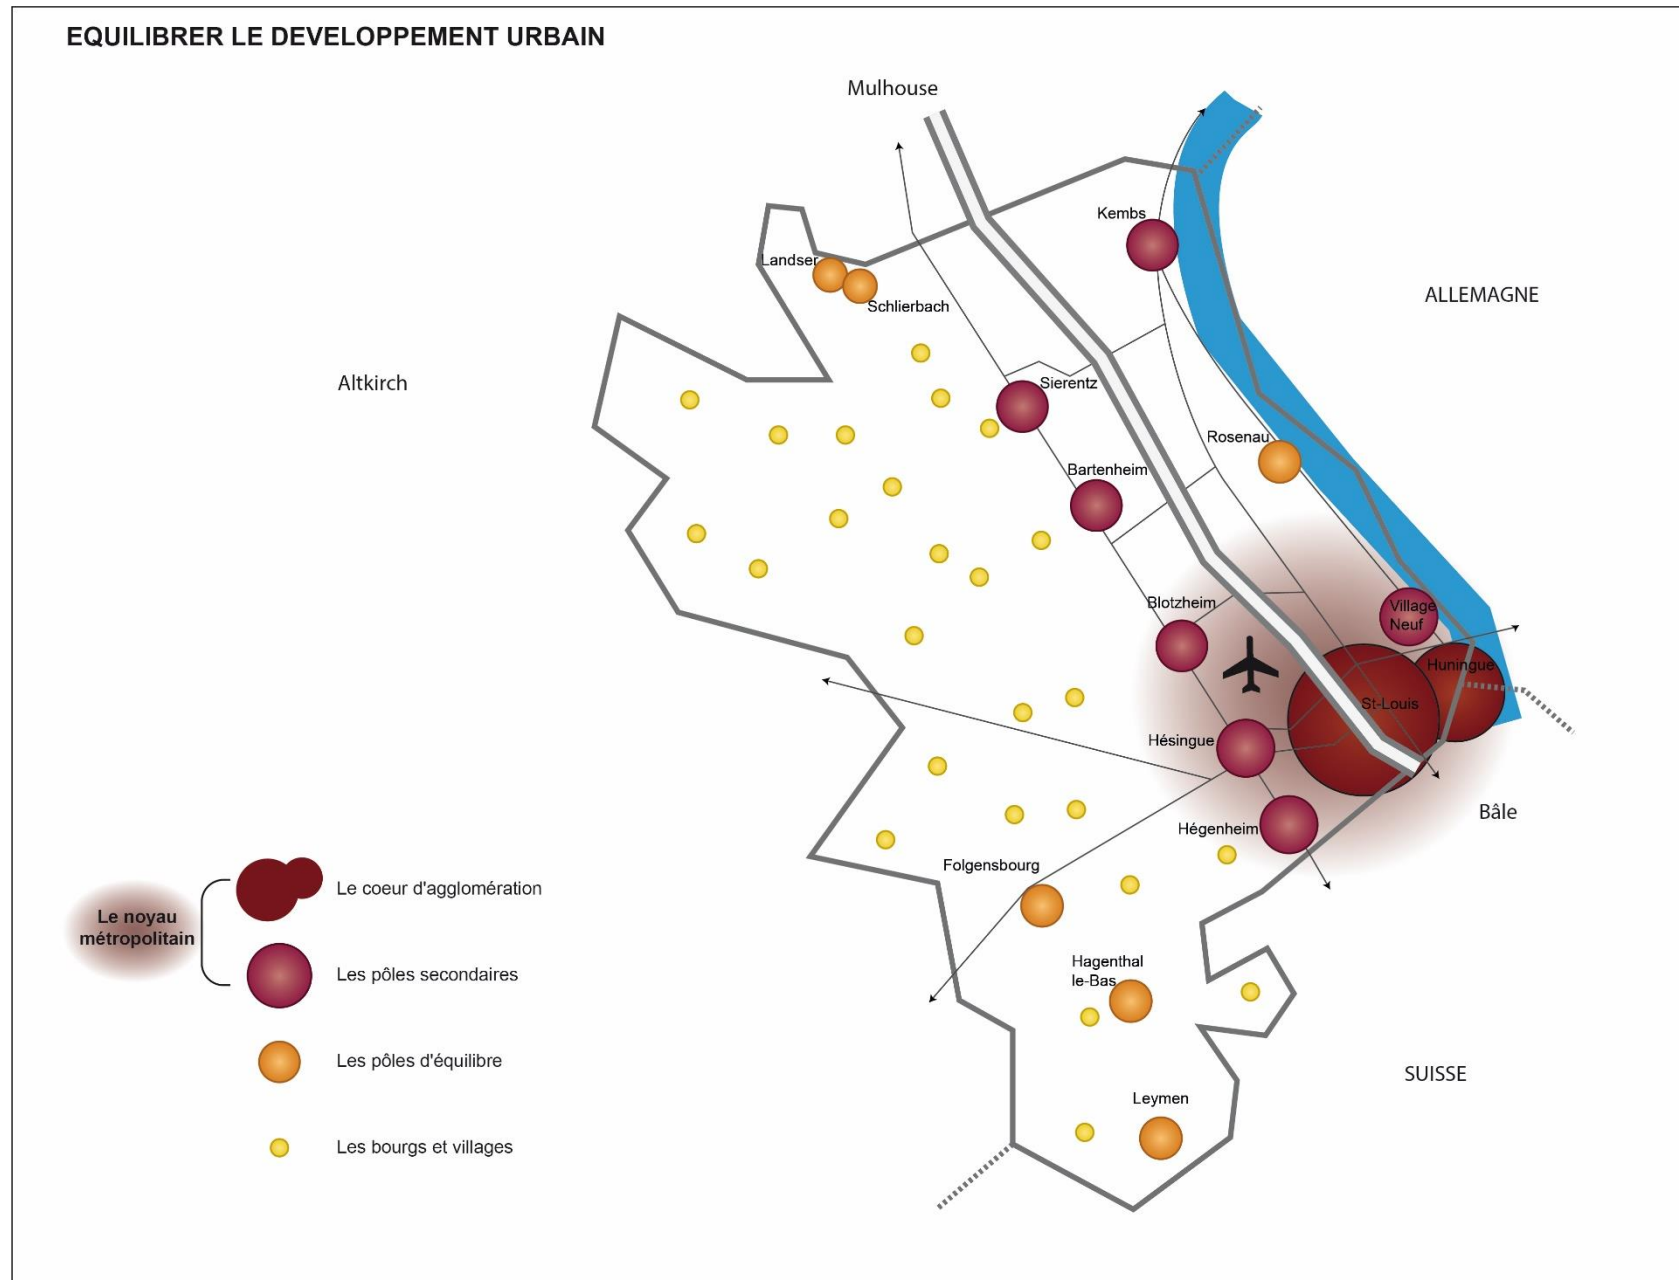 EQUILIBRER LE DEVELOPPEMENT URBAIN
Mulhouse
Kembs
Landser
Schlierbach
ALLEMAGNE
Altkirch
Sierentz
Rosenau
Bartenheim
Blotzheim
Village
Neuf
Huningue
St-Louis
Hésingue
Bâle
Hégenheim
Folgensbourg
Hagenthal
le-Bas
SUISSE
Leymen
Le noyau
métropolitain
Le coeur d'agglomération
Les pôles secondaires
Les pôles d'équilibre
Les bourgs et villages